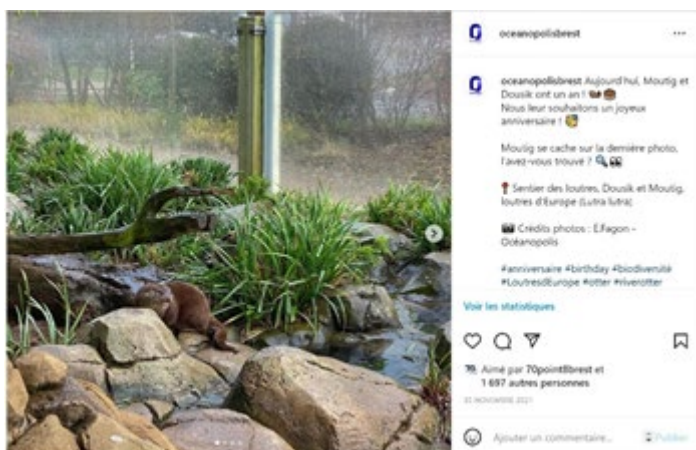 oceanopolisbrest
oceanopolisbrest Aujourd'hui, Moutig et
Dousik ont un an !
Nous leur souhaitons un joyeux
anniversaire !
Moutig se cache sur la dernière photo,
l'avez-vous trouvé ?
Sentier des loutres, Dousik et Moutig,
loutres d'Europe (Lutra lutra)
Crédits photos : E.Fagon -
Océanopolis
#anniversaire #birthday #biodiversité
#LoutresdEurope #otter #riverotter
Voir les statistiques
Aimé par 70point8brest et
1 697 autres personnes
NOVEMBRE 2021
Ajouter un commentaire...
Publier